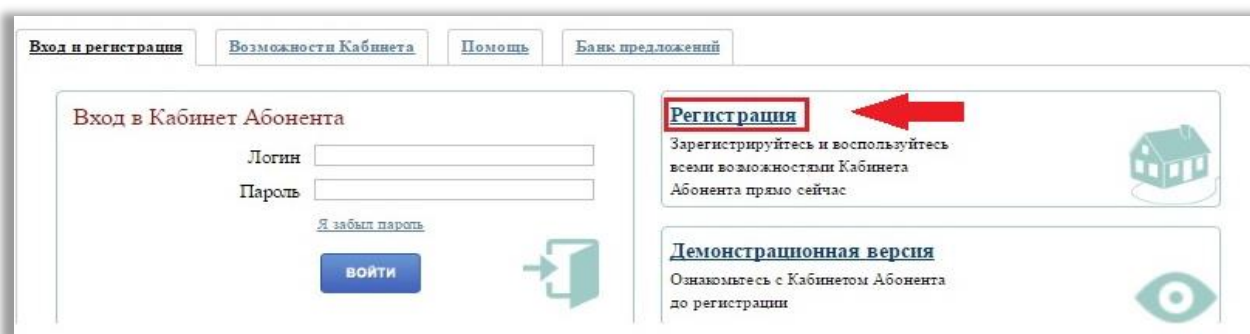 Вход и регистрация
Возможности Кабинета
Помощь
Банк предложений
Вход в Кабинет Абонента
Логин
Пароль
Я забыл пароль
ВОЙТИ
Регистрация
Зарегистрируйтесь и воспользуйтесь
всеми возможностями Кабинета
Абонента прямо сейчас
Демонстрационная версия
Ознакомьтесь с Кабинетом Абонента
до регистрации